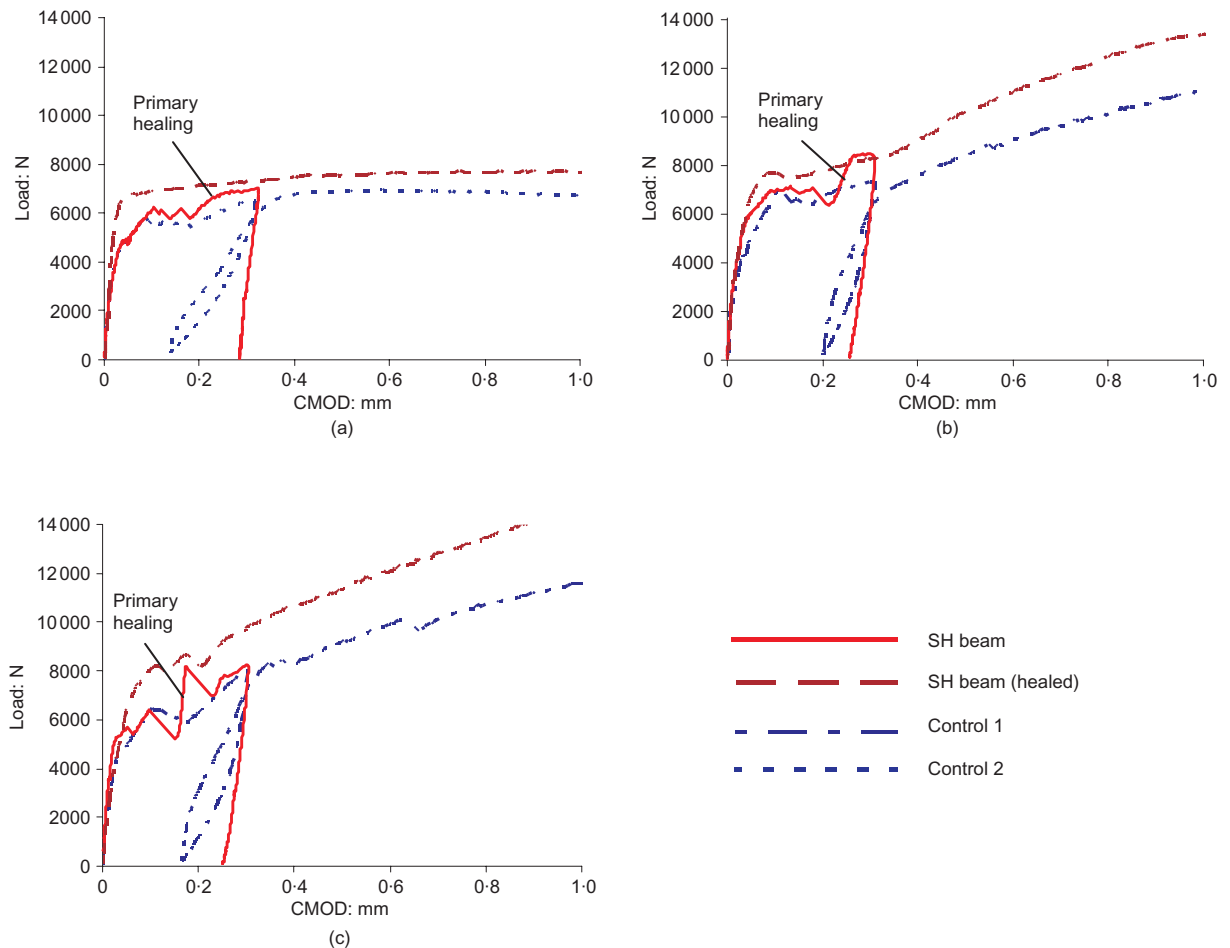 14 000
12 000
10 000
8000
6000
4000
2000
0
Load: N
Primary
healing
0
0·2
0·4
0·6
0·8
1·0
CMOD: mm
(a)
14 000
12 000
10 000
8000
6000
4000
2000
0
Load: N
Primary
healing
0
0·2
0·4
0·6
0·8
1·0
CMOD: mm
(b)
14 000
12 000
10 000
8000
6000
4000
2000
0
Load: N
Primary
healing
0
0·2
0·4
0·6
0·8
1·0
CMOD: mm
(c)
SH beam
SH beam (healed)
Control 1
Control 2